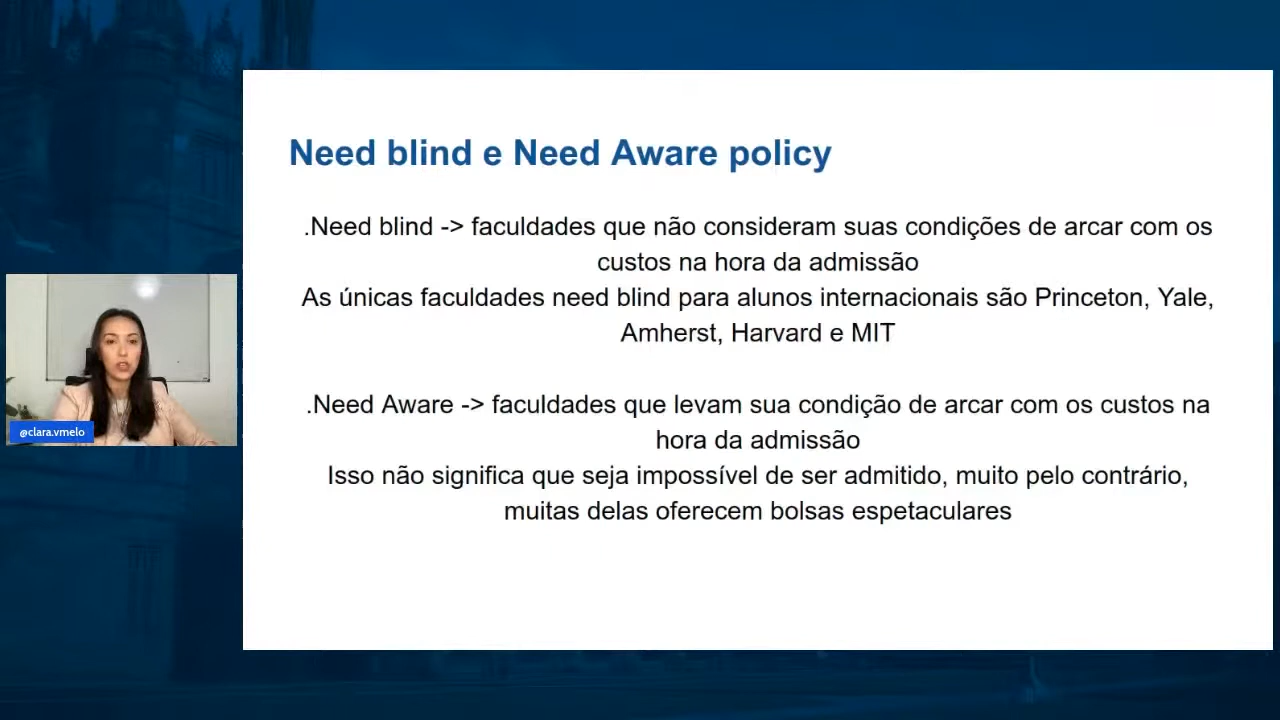 Need blind e Need Aware policy
.Need blind -> faculdades que não consideram suas condições de arcar com os
custos na hora da admissão
As únicas faculdades need blind para alunos internacionais são Princeton, Yale,
Amherst, Harvard e MIT
.Need Aware -> faculdades que levam sua condição de arcar com os custos na
hora da admissão
Isso não significa que seja impossível de ser admitido, muito pelo contrário,
muitas delas oferecem bolsas espetaculares
@clara.vmelo